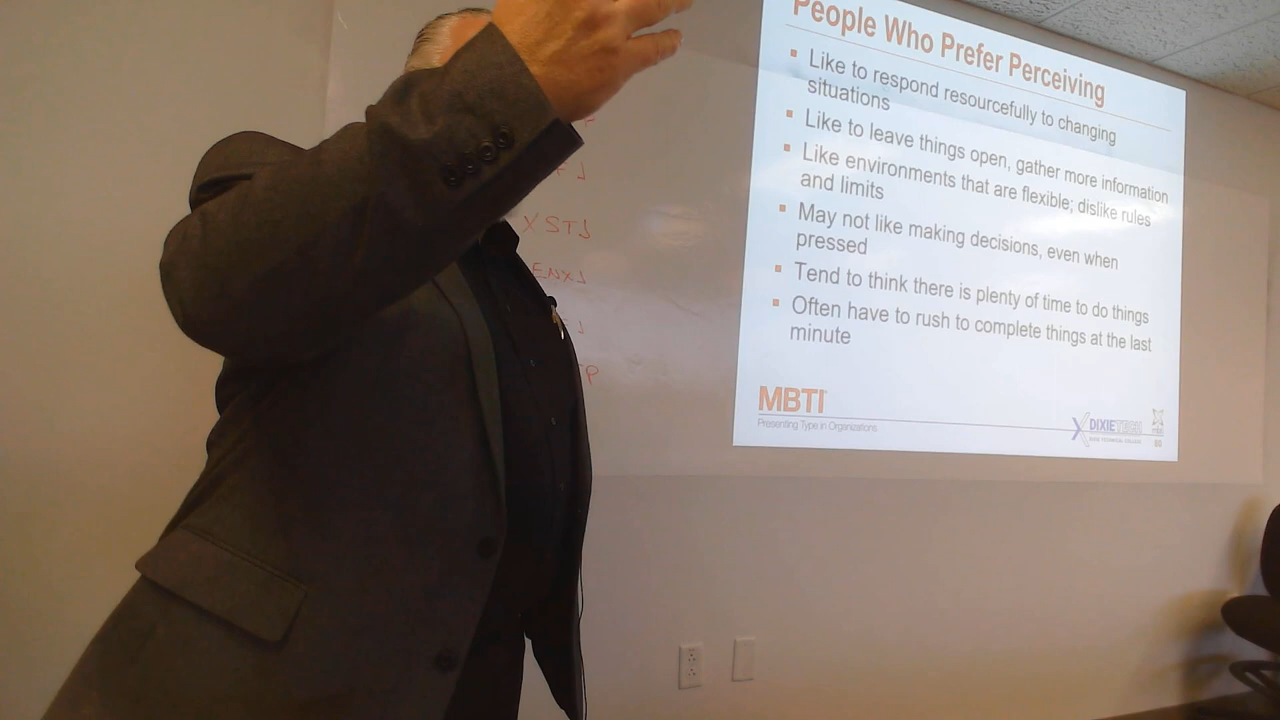 People Who Prefer Perceiving
Like to respond resourcefully to changing
situations
Like to leave things open, gather more information
Like environments that are flexible; dislike rules
and limits
May not like making decisions, even when
pressed
Tend to think there is plenty of time to do things
Often have to rush to complete things at the last
minute
MBTI
Presenting Type in Organizations
DIXIETECH
DIXIE TECHNICAL COLLEGE
XSTJ
ENXJ
J
J
P